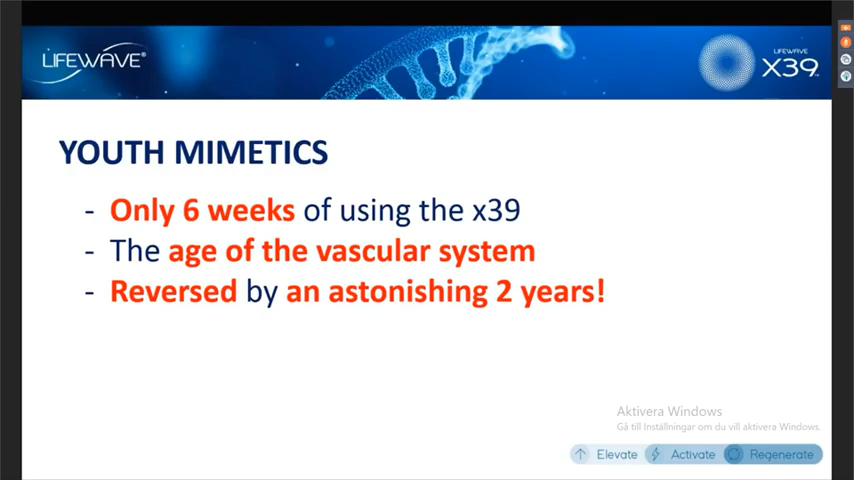 LIFEWAVE®
LIFEWAVE
X39™
YOUTH MIMETICS
- Only 6 weeks of using the x39
- The age of the vascular system
- Reversed by an astonishing 2 years!
Aktivera Windows
Gå till Inställningar om du vill aktivera Windows.
Elevate Activate Regenerate